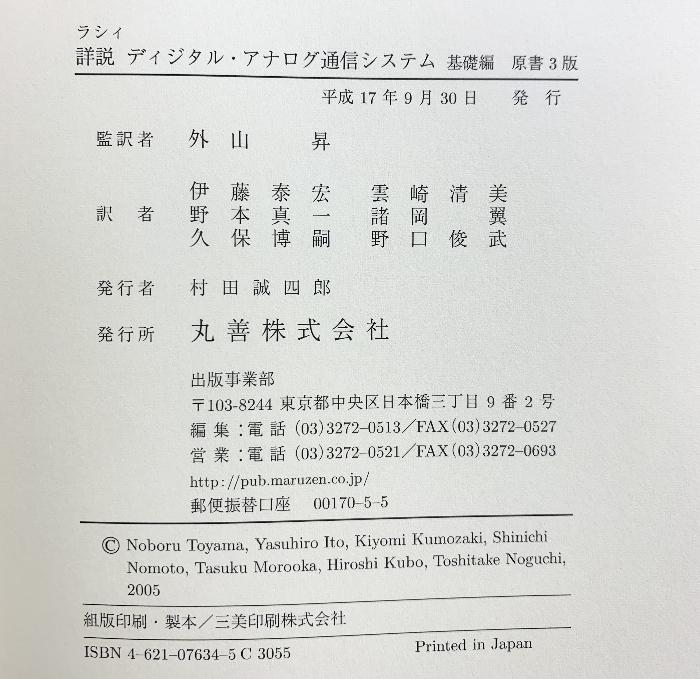 ラシィ
詳説 ディジタル・アナログ通信システム 基礎編 原書3版
平成17年9月30日 発行
監訳者 外山 昇
伊藤泰宏 雲崎清美
訳者 野本真一 諸岡翼
久保博嗣 野口俊武
発行者 村田誠四郎
発行所 丸善株式会社
出版事業部
〒103-8244 東京都中央区日本橋三丁目9番2号
編集:電話 (03)3272–0513/FAX(03)3272–0527
営業:電話 (03)3272–0521/FAX(03)3272–0693
http://pub.maruzen.co.jp/
郵便振替口座 00170–5–5
© Noboru Toyama, Yasuhiro Ito, Kiyomi Kumozaki, Shinichi
Nomoto, Tasuku Morooka, Hiroshi Kubo, Toshitake Noguchi,
2005
組版印刷・製本/三美印刷株式会社
ISBN 4–621–07634–5 C 3055 Printed in Japan